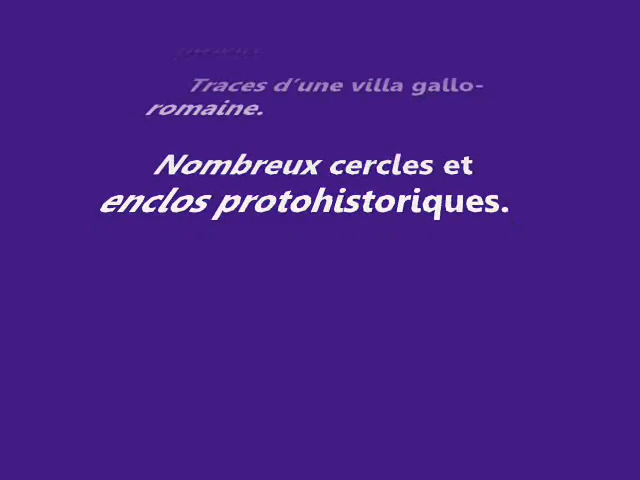 Traces d’une villa gallo-
romaine.
Nombreux cercles et
enclos protohistoriques.